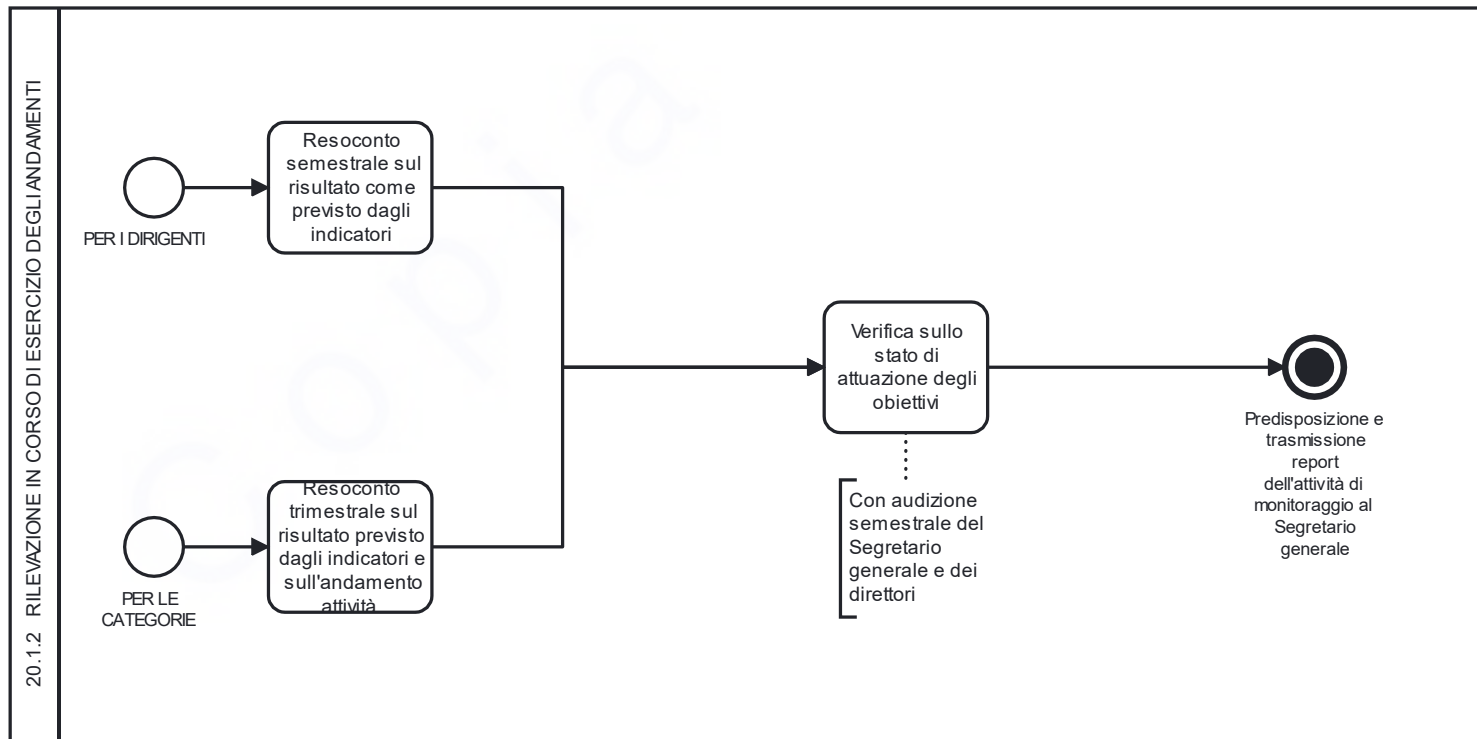 20.1.2 RILEVAZIONE IN CORSO DI ESERCIZIO DEGLI ANDAMENTI
Resoconto
semestrale sul
risultato come
previsto dagli
indicatori
PER I DIRIGENTI
Verifica sullo
stato di
attuazione degli
obiettivi
Predisposizione e
trasmissione
report
dell'attività di
monitoraggio al
Segretario
generale
Con audizione
semestrale del
Segretario
generale e dei
direttori
Resoconto
trimestrale sul
risultato previsto
dagli indicatori e
sull'andamento
attività
PER LE
CATEGORIE
Copia